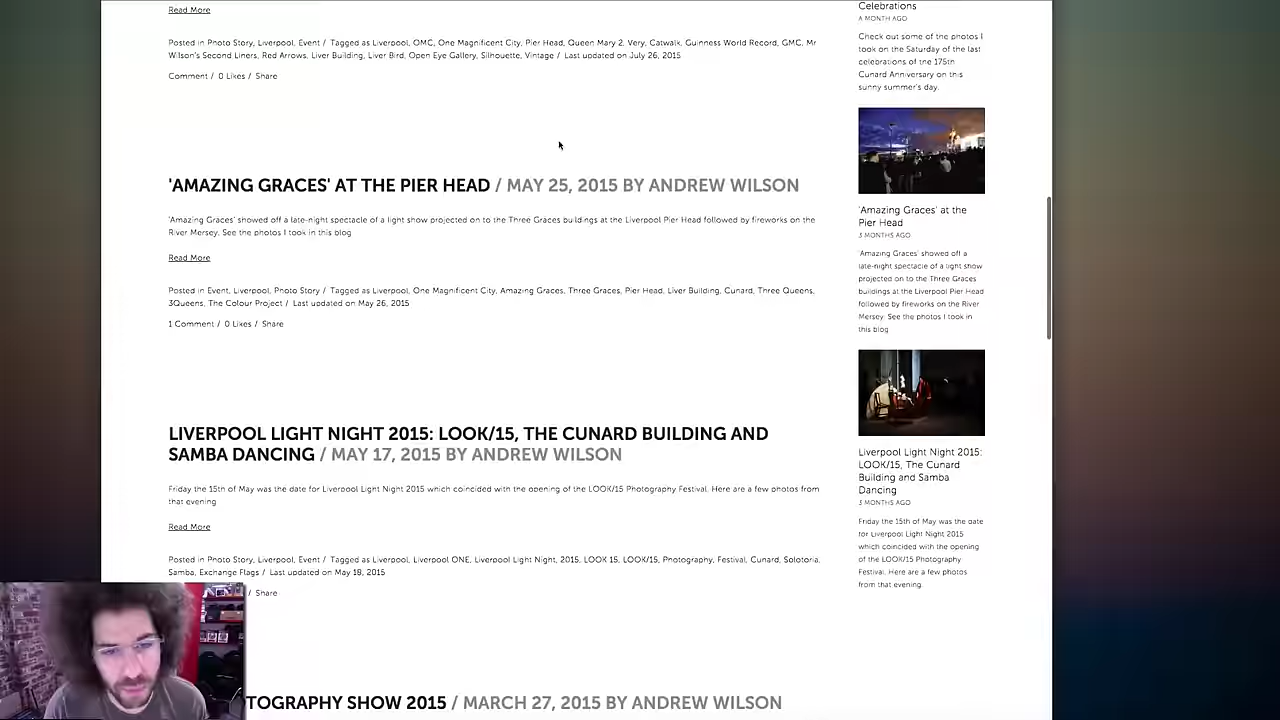 Read More
Posted in Photo Story, Liverpool, Event / Tagged as Liverpool, OMC, One Magnificent City, Pier Head, Queen Mary 2, Very, Catwalk, Guinness World Record, GMC, Mr
Wilson's Second Liners, Red Arrows, Liver Building, Liver Bird, Open Eye Gallery, Silhouette, Vintage / Last updated on July 26, 2015
Comment / 0 Likes / Share
'AMAZING GRACES' AT THE PIER HEAD / MAY 25, 2015 BY ANDREW WILSON
'Amazing Graces' showed off a late-night spectacle of a light show projected on to the Three Graces buildings at the Liverpool Pier Head followed by fireworks on the
River Mersey. See the photos I took in this blog
Read More
Posted in Event, Liverpool, Photo Story / Tagged as Liverpool, One Magnificent City, Amazing Graces, Three Graces, Pier Head, Liver Building, Cunard, Three Queens,
3Queens, The Colour Project / Last updated on May 26, 2015
1 Comment / 0 Likes / Share
LIVERPOOL LIGHT NIGHT 2015: LOOK/15, THE CUNARD BUILDING AND
SAMBA DANCING / MAY 17, 2015 BY ANDREW WILSON
Friday the 15th of May was the date for Liverpool Light Night 2015 which coincided with the opening of the LOOK/15 Photography Festival. Here are a few photos from
that evening
Read More
Posted in Photo Story, Liverpool, Event / Tagged as Liverpool, Liverpool ONE, Liverpool Light Night, 2015, LOOK 15, LOOK/15, Photography, Festival, Cunard, Solotoria,
Samba, Exchange Flags / Last updated on May 18, 2015
/ Share
TOGRAPHY SHOW 2015 / MARCH 27, 2015 BY ANDREW WILSON
Celebrations
A MONTH AGO
Check out some of the photos I
took on the Saturday of the last
celebrations of the 175th
Cunard Anniversary on this
sunny summer's day.
'Amazing Graces' at the
Pier Head
3 MONTHS AGO
'Amazing Graces' showed off a
late-night spectacle of a light show
projected on to the Three Graces
buildings at the Liverpool Pier Head
followed by fireworks on the River
Mersey. See the photos I took in
this blog
Liverpool Light Night 2015:
LOOK/15, The Cunard
Building and Samba
Dancing
3 MONTHS AGO
Friday the 15th of May was the date
for Liverpool Light Night 2015
which coincided with the opening
of the LOOK/15 Photography
Festival. Here are a few photos
from that evening